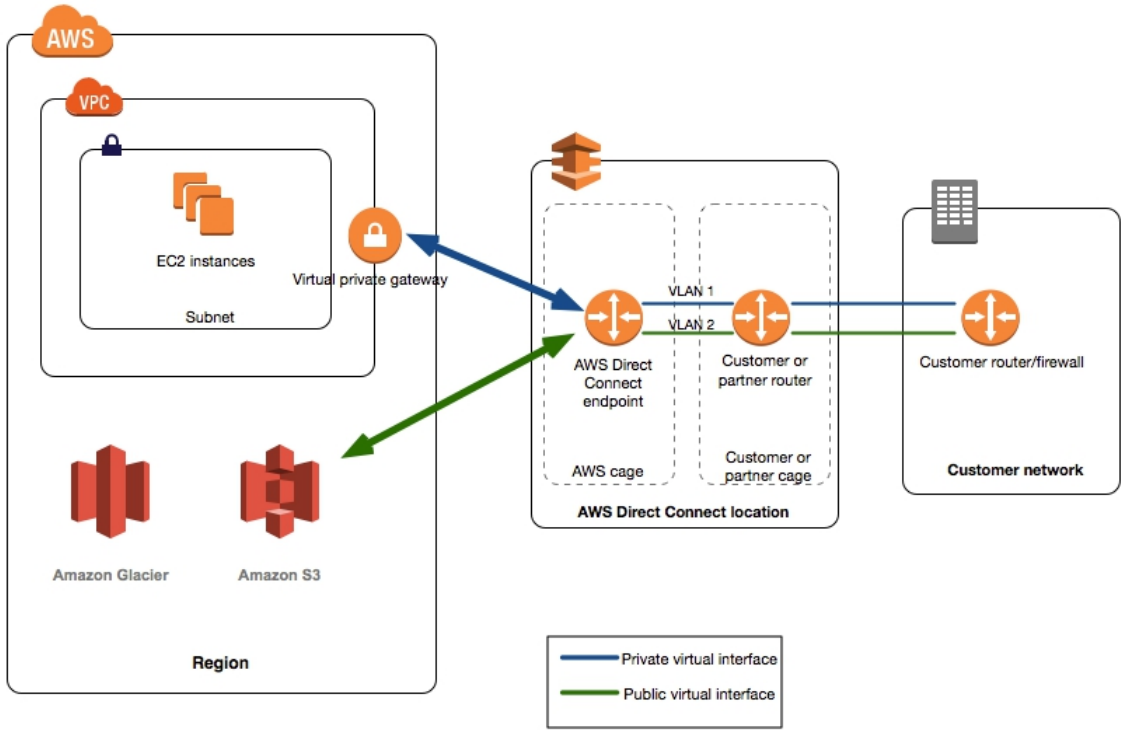 AWS
VPC
EC2 instances
Subnet
Virtual private gateway
Amazon Glacier
Amazon S3
Region
VLAN 1
VLAN 2
AWS Direct
Connect
endpoint
AWS cage
Customer or
partner router
Customer or
partner cage
AWS Direct Connect location
Customer router/firewall
Customer network
Private virtual interface
Public virtual interface